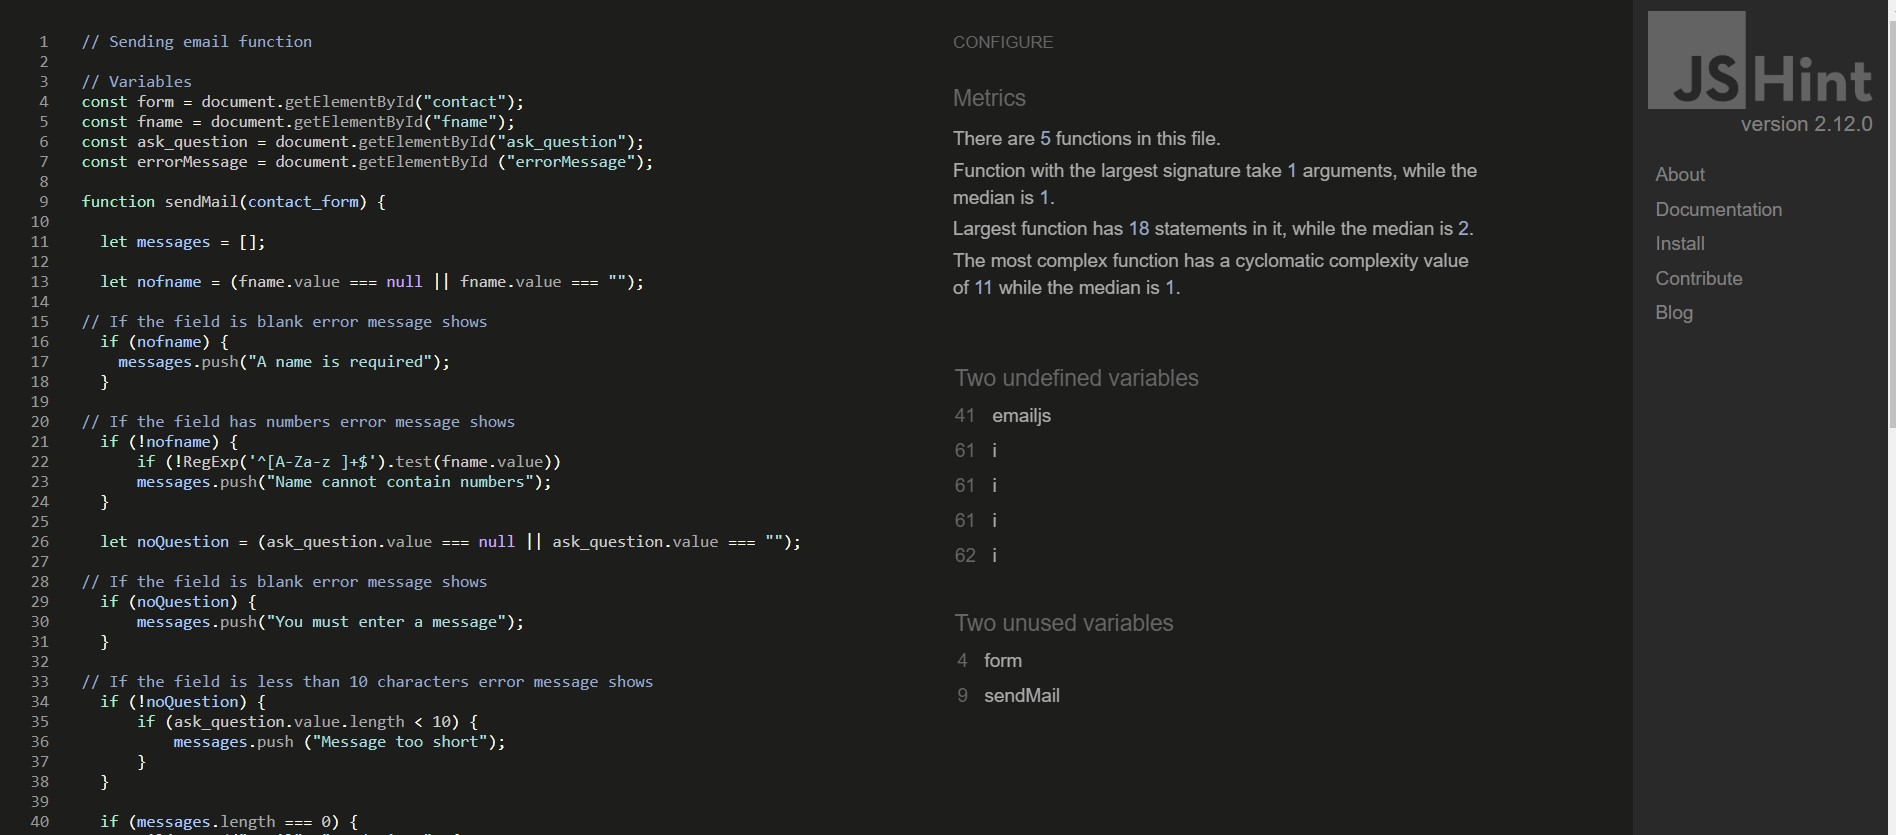 1 // Sending email function
2
3 // Variables
4 const form = document.getElementById("contact");
5 const fname = document.getElementById("fname");
6 const ask_question = document.getElementById("ask_question");
7 const errorMessage = document.getElementById ("errorMessage");
8
9 function sendMail(contact_form) {
10
11 let messages = [];
12
13 let nofname = (fname.value === null || fname.value === "");
14
15 // If the field is blank error message shows
16 if (nofname) {
17 messages.push("A name is required");
18 }
19
20 // If the field has numbers error message shows
21 if (!nofname) {
22 if (!RegExp('^[A-Za-z ]+$').test(fname.value))
23 messages.push("Name cannot contain numbers");
24 }
25
26 let noQuestion = (ask_question.value === null || ask_question.value === "");
27
28 // If the field is blank error message shows
29 if (noQuestion) {
30 messages.push("You must enter a message");
31 }
32
33 // If the field is less than 10 characters error message shows
34 if (!noQuestion) {
35 if (ask_question.value.length < 10) {
36 messages.push ("Message too short");
37 }
38 }
39
40 if (messages.length === 0) {
CONFIGURE
Metrics
There are 5 functions in this file.
Function with the largest signature take 1 arguments, while the
median is 1.
Largest function has 18 statements in it, while the median is 2.
The most complex function has a cyclomatic complexity value
of 11 while the median is 1.
Two undefined variables
41 emailjs
61 i
61 i
61 i
62 i
Two unused variables
4 form
9 sendMail
JSHint
version 2.12.0
About
Documentation
Install
Contribute
Blog